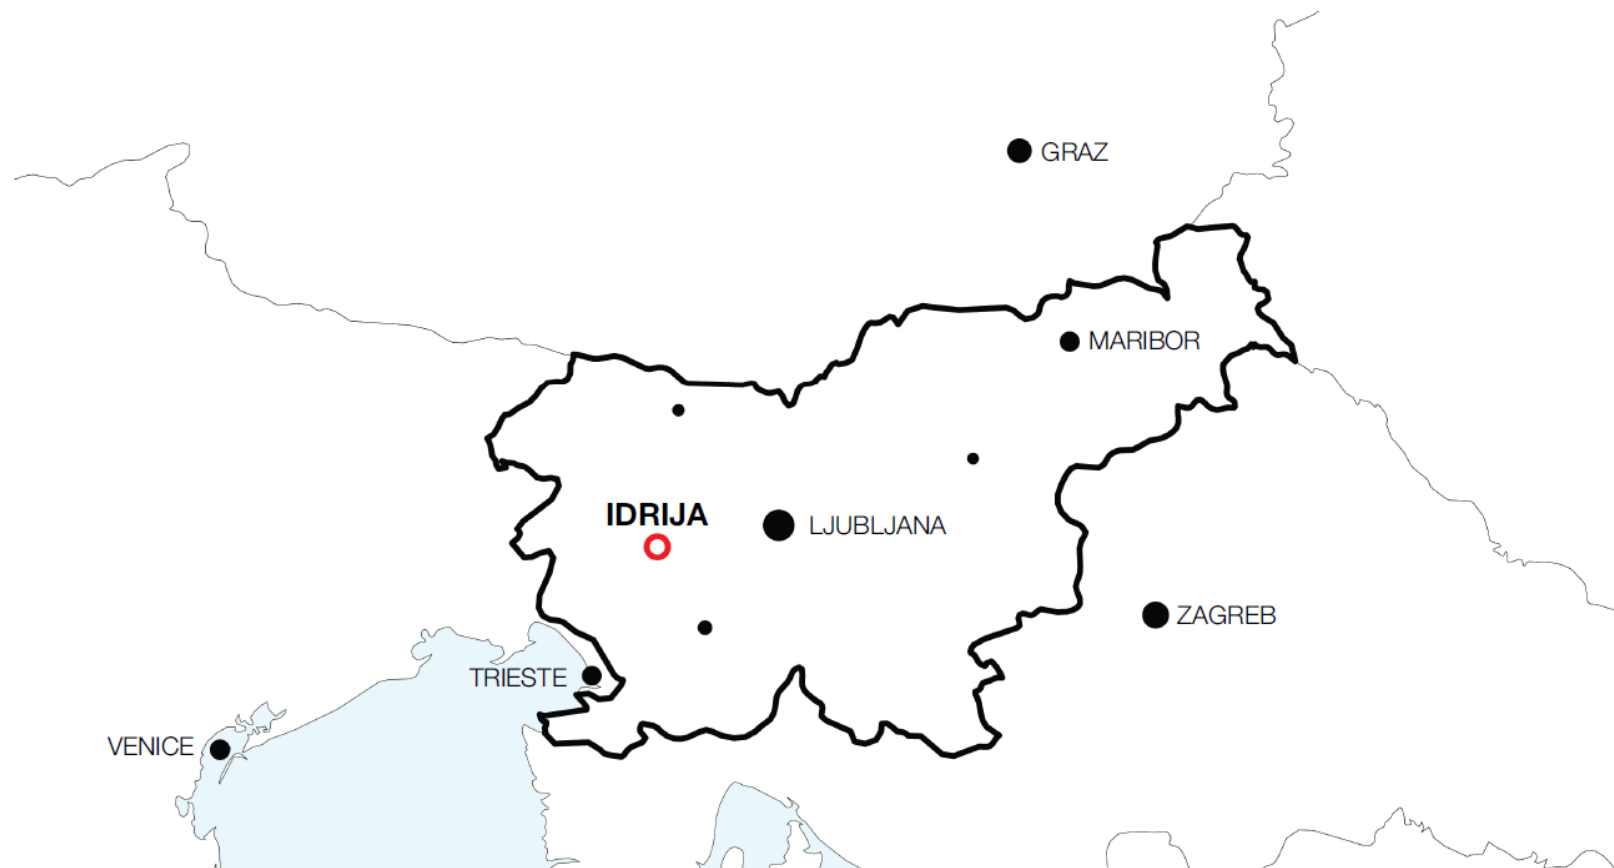 GRAZ
MARIBOR
IDRIJA
LJUBLJANA
ZAGREB
TRIESTE
VENICE